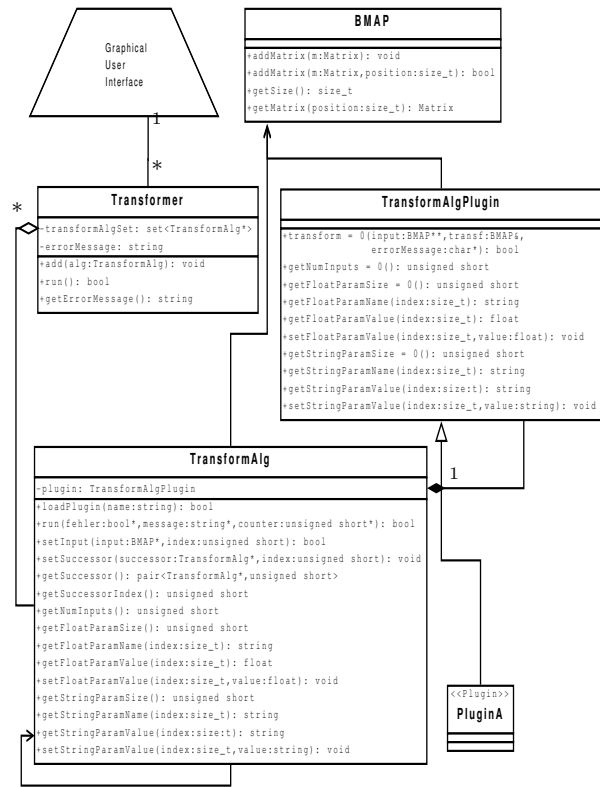 Graphical
User
Interface
1
*
BMAP
+addMatrix(m:Matrix): void
+addMatrix(m:Matrix,position:size_t): bool
+getSize(): size_t
+getMatrix(position:size_t): Matrix
*
Transformer
-transformAlgSet: set<TransformAlg*>
-errorMessage: string
+add(alg:TransformAlg): void
+run(): bool
+getErrorMessage(): string
TransformAlgPlugin
+transform = 0(input:BMAP**,transf:BMAP&,
errorMessage:char*): bool
+getNumInputs = 0(): unsigned short
+getFloatParamSize = 0(): unsigned short
+getFloatParamName(index:size_t): string
+getFloatParamValue(index:size_t): float
+setFloatParamValue(index:size_t,value:float): void
+getStringParamSize = 0(): unsigned short
+getStringParamName(index:size_t): string
+getStringParamValue(index:size:t): string
+setStringParamValue(index:size_t,value:string): void
TransformAlg
-plugin: TransformAlgPlugin
+loadPlugin(name:string): bool
+run(fehler:bool*,message:string*,counter:unsigned short*): bool
+setInput(input:BMAP*,index:unsigned short): bool
+setSuccessor(successor:TransformAlg*,index:unsigned short): void
+getSuccessor(): pair<TransformAlg*,unsigned short>
+getSuccessorIndex(): unsigned short
+getNumInputs(): unsigned short
+getFloatParamSize(): unsigned short
+getFloatParamName(index:size_t): string
+getFloatParamValue(index:size_t): float
+setFloatParamValue(index:size_t,value:float): void
+getStringParamSize(): unsigned short
+getStringParamName(index:size_t): string
+getStringParamValue(index:size:t): string
+setStringParamValue(index:size_t,value:string): void
1
<<Plugin>>
PluginA